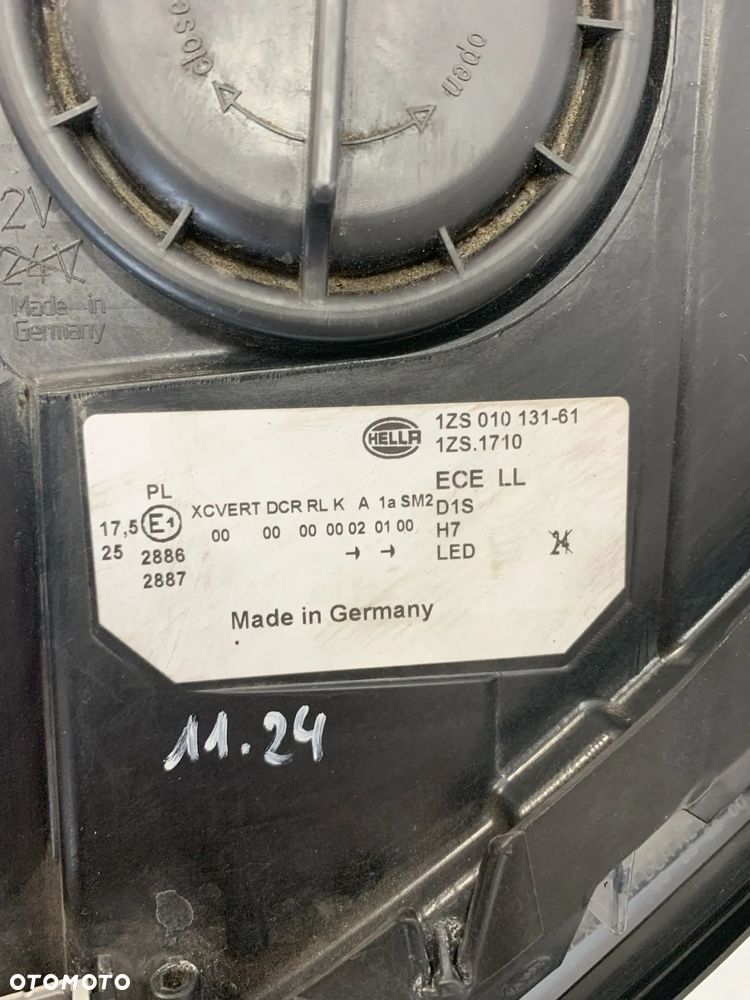 close
open
2V
24V
Made in
Germany
HELLA
1ZS 010 131-61
1ZS.1710
ECE LL
PL
XCVERT DCR RL K A 1a SM2
D1S
17,5 E1
00 00 00 00 02 01 00
H7
25 2886
→ →
LED
24
2887
Made in Germany
11.24
OTOMOTO